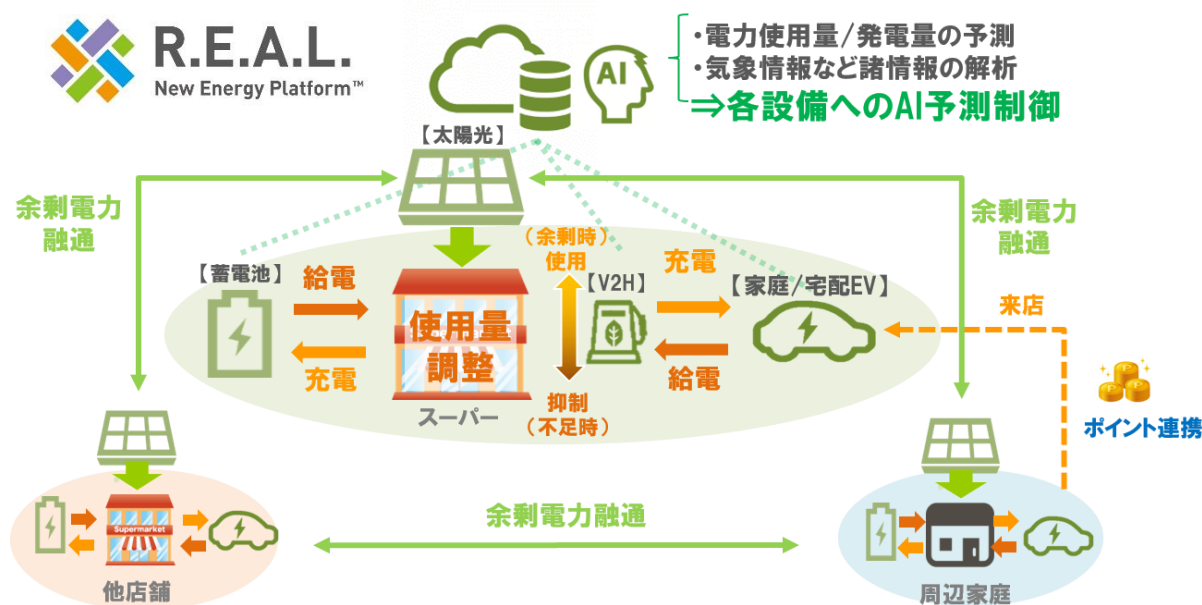 R.E.A.L.
New Energy Platform™
AI
・電力使用量/発電量の予測
・気象情報など諸情報の解析
⇒各設備へのAI予測制御
【太陽光】
余剰電力
融通
余剰電力
融通
【蓄電池】
給電
充電
使用量
調整
スーパー
(余剰時)
使用
抑制
(不足時)
【V2H】
充電
給電
【家庭/宅配EV】
来店
ポイント連携
余剰電力融通
Supermarket
他店舗
周辺家庭